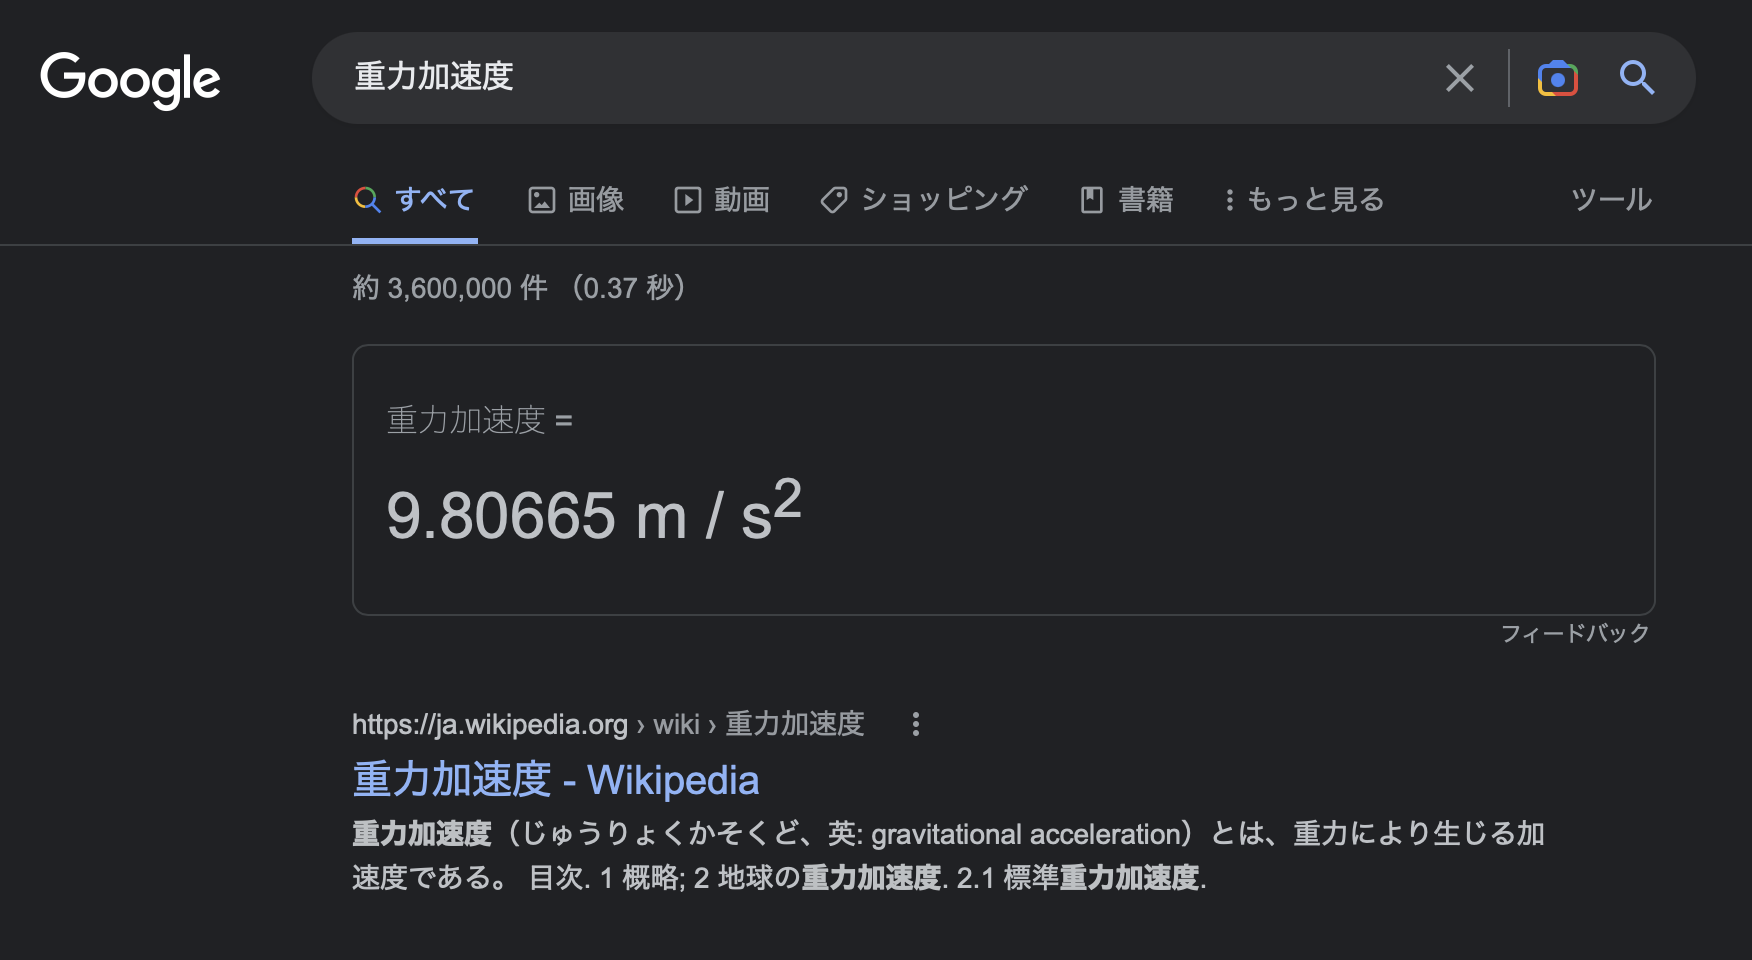 Google
重力加速度
すべて 画像 動画 ショッピング 書籍 もっと見る ツール
約 3,600,000 件 （0.37 秒）
重力加速度 =
9.80665 m / s²
フィードバック
https://ja.wikipedia.org › wiki › 重力加速度
重力加速度 - Wikipedia
重力加速度（じゅうりょくかそくど、英: gravitational acceleration）とは、重力により生じる加
速度である。 目次. 1 概略; 2 地球の重力加速度. 2.1 標準重力加速度.